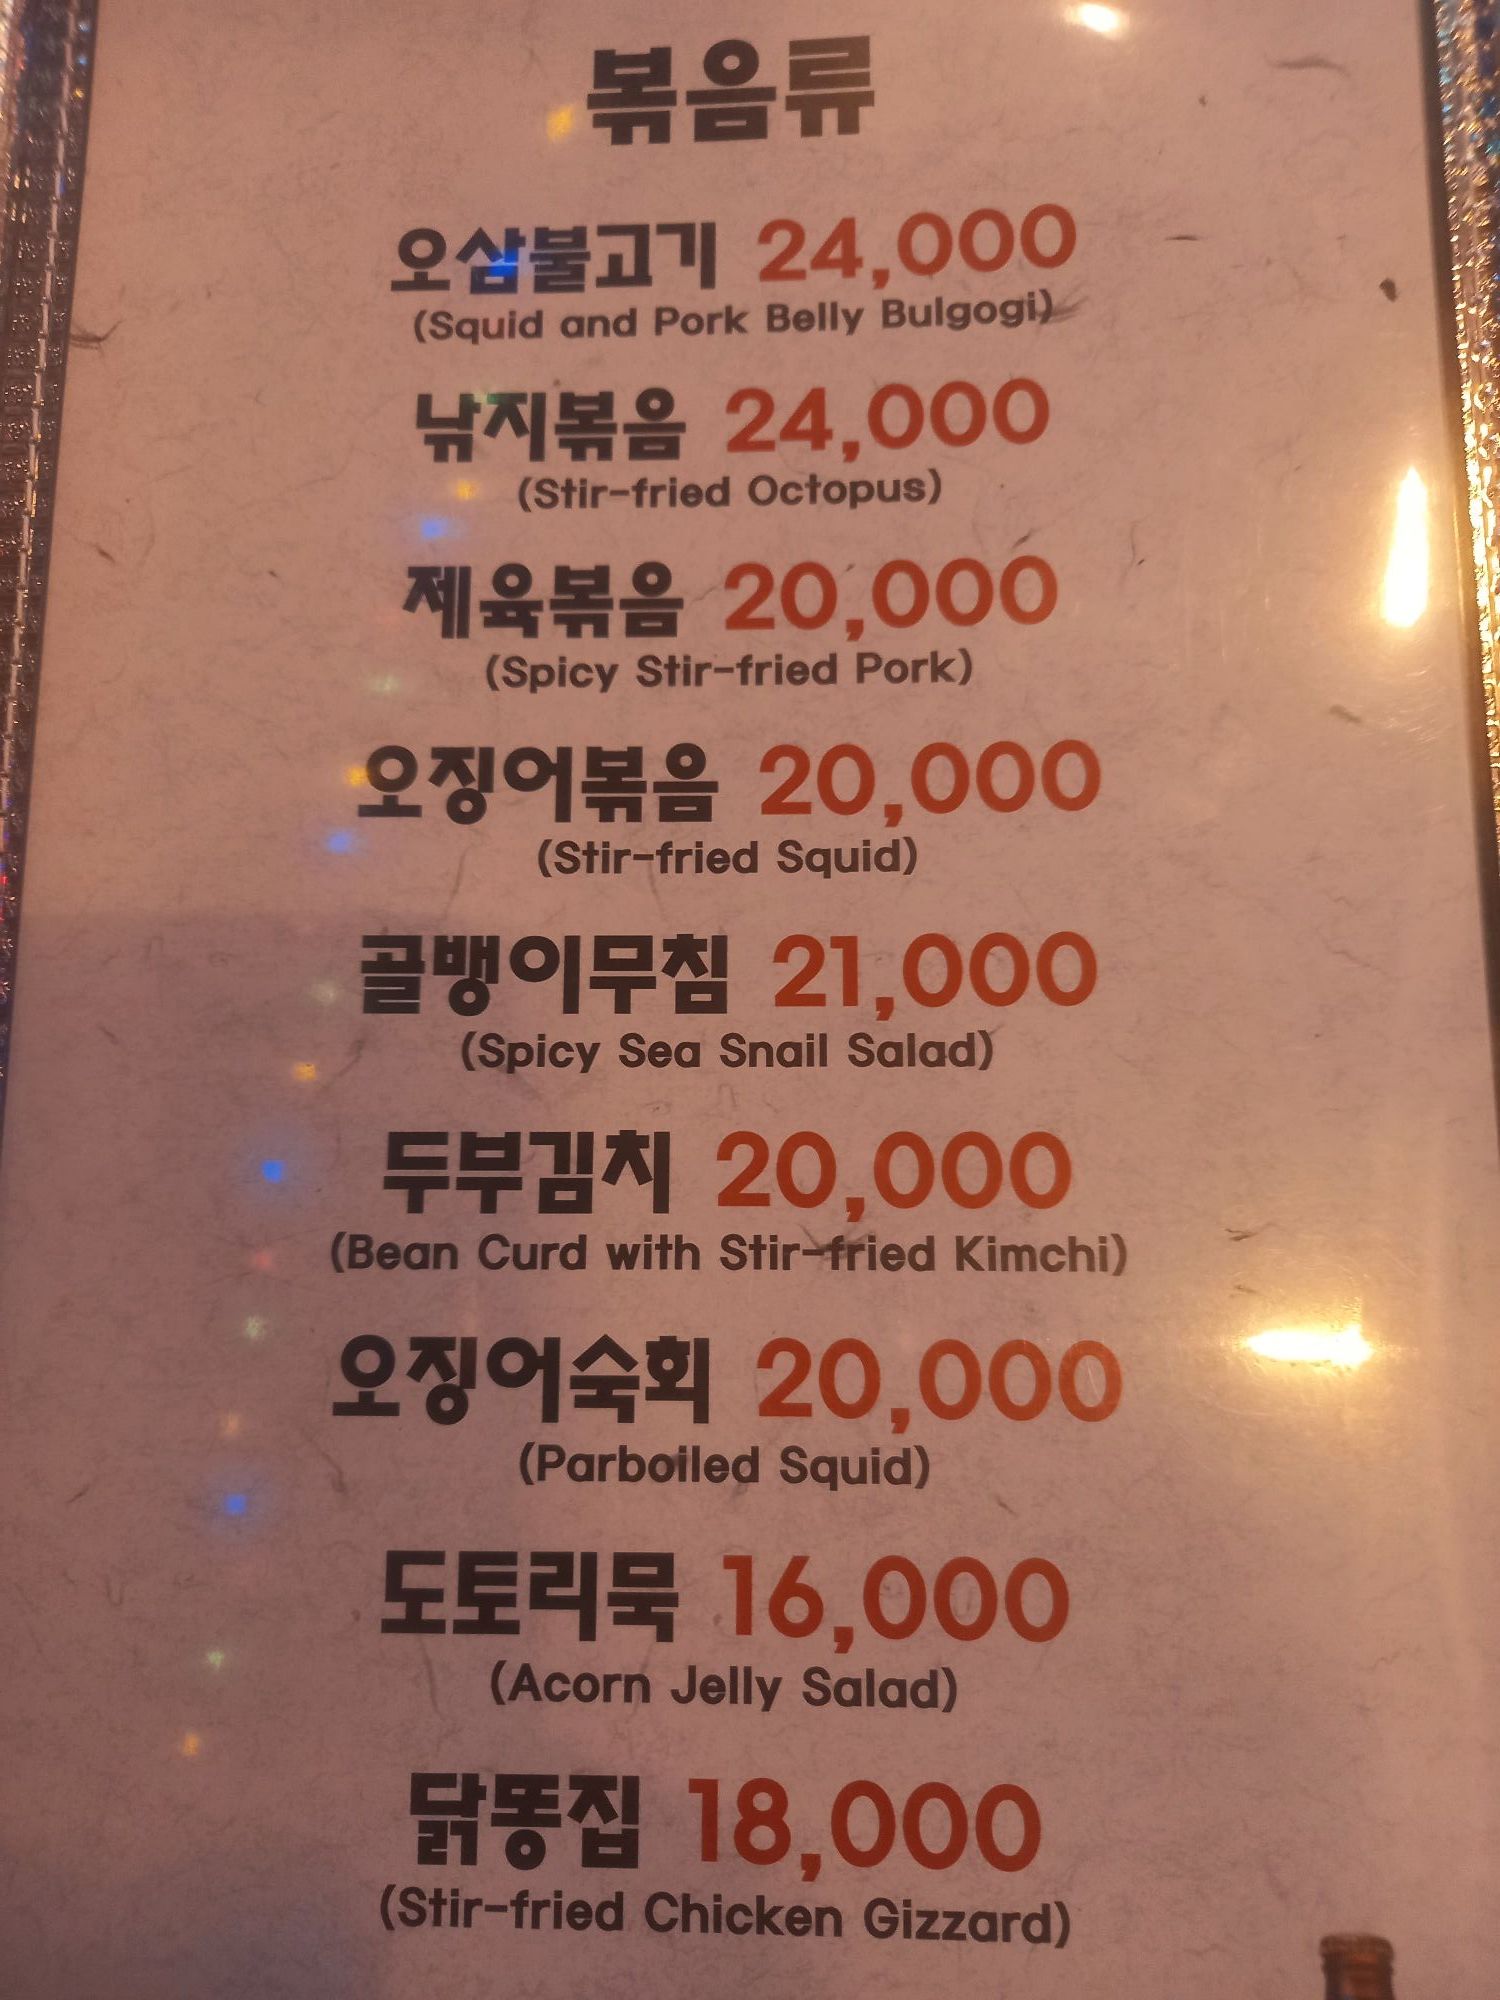 볶음류
오삼불고기 24,000
(Squid and Pork Belly Bulgogi)
낚지볶음 24,000
(Stir-fried Octopus)
제육볶음 20,000
(Spicy Stir-fried Pork)
오징어볶음 20,000
(Stir-fried Squid)
골뱅이무침 21,000
(Spicy Sea Snail Salad)
두부김치 20,000
(Bean Curd with Stir-fried Kimchi)
오징어숙회 20,000
(Parboiled Squid)
도토리묵 16,000
(Acorn Jelly Salad)
닭똥집 18,000
(Stir-fried Chicken Gizzard)